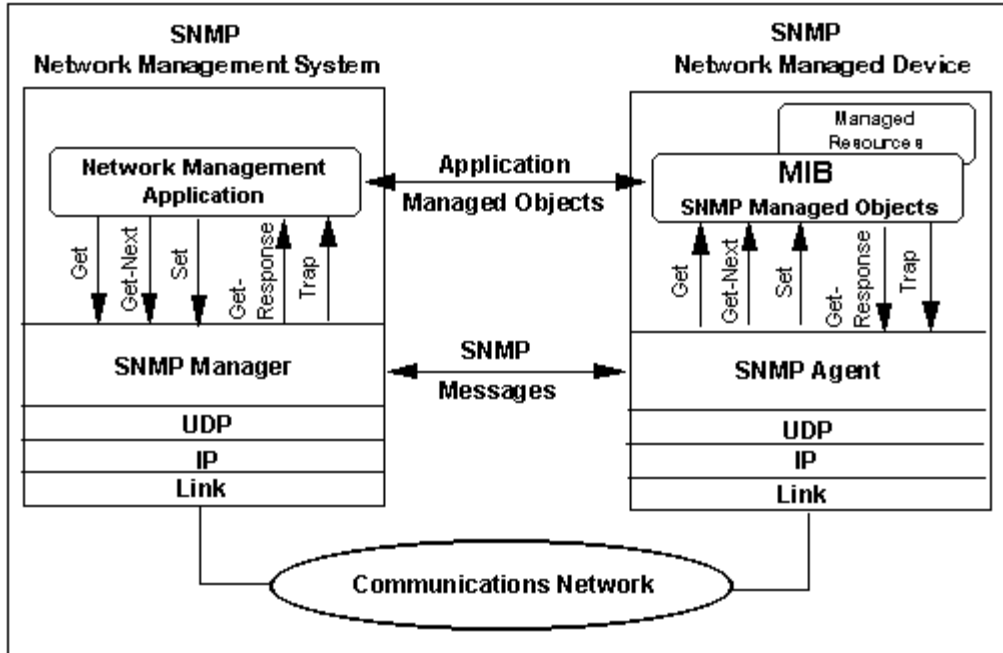 SNMP
Network Management System
SNMP
Network Managed Device
Managed
Resources
Network Management
Application
Application
Managed Objects
MIB
SNMP Managed Objects
Get
Get-Next
Set
Get-
Response
Trap
Get
Get-Next
Set
Get-
Response
Trap
SNMP Manager
SNMP
Messages
SNMP Agent
UDP
IP
Link
UDP
IP
Link
Communications Network